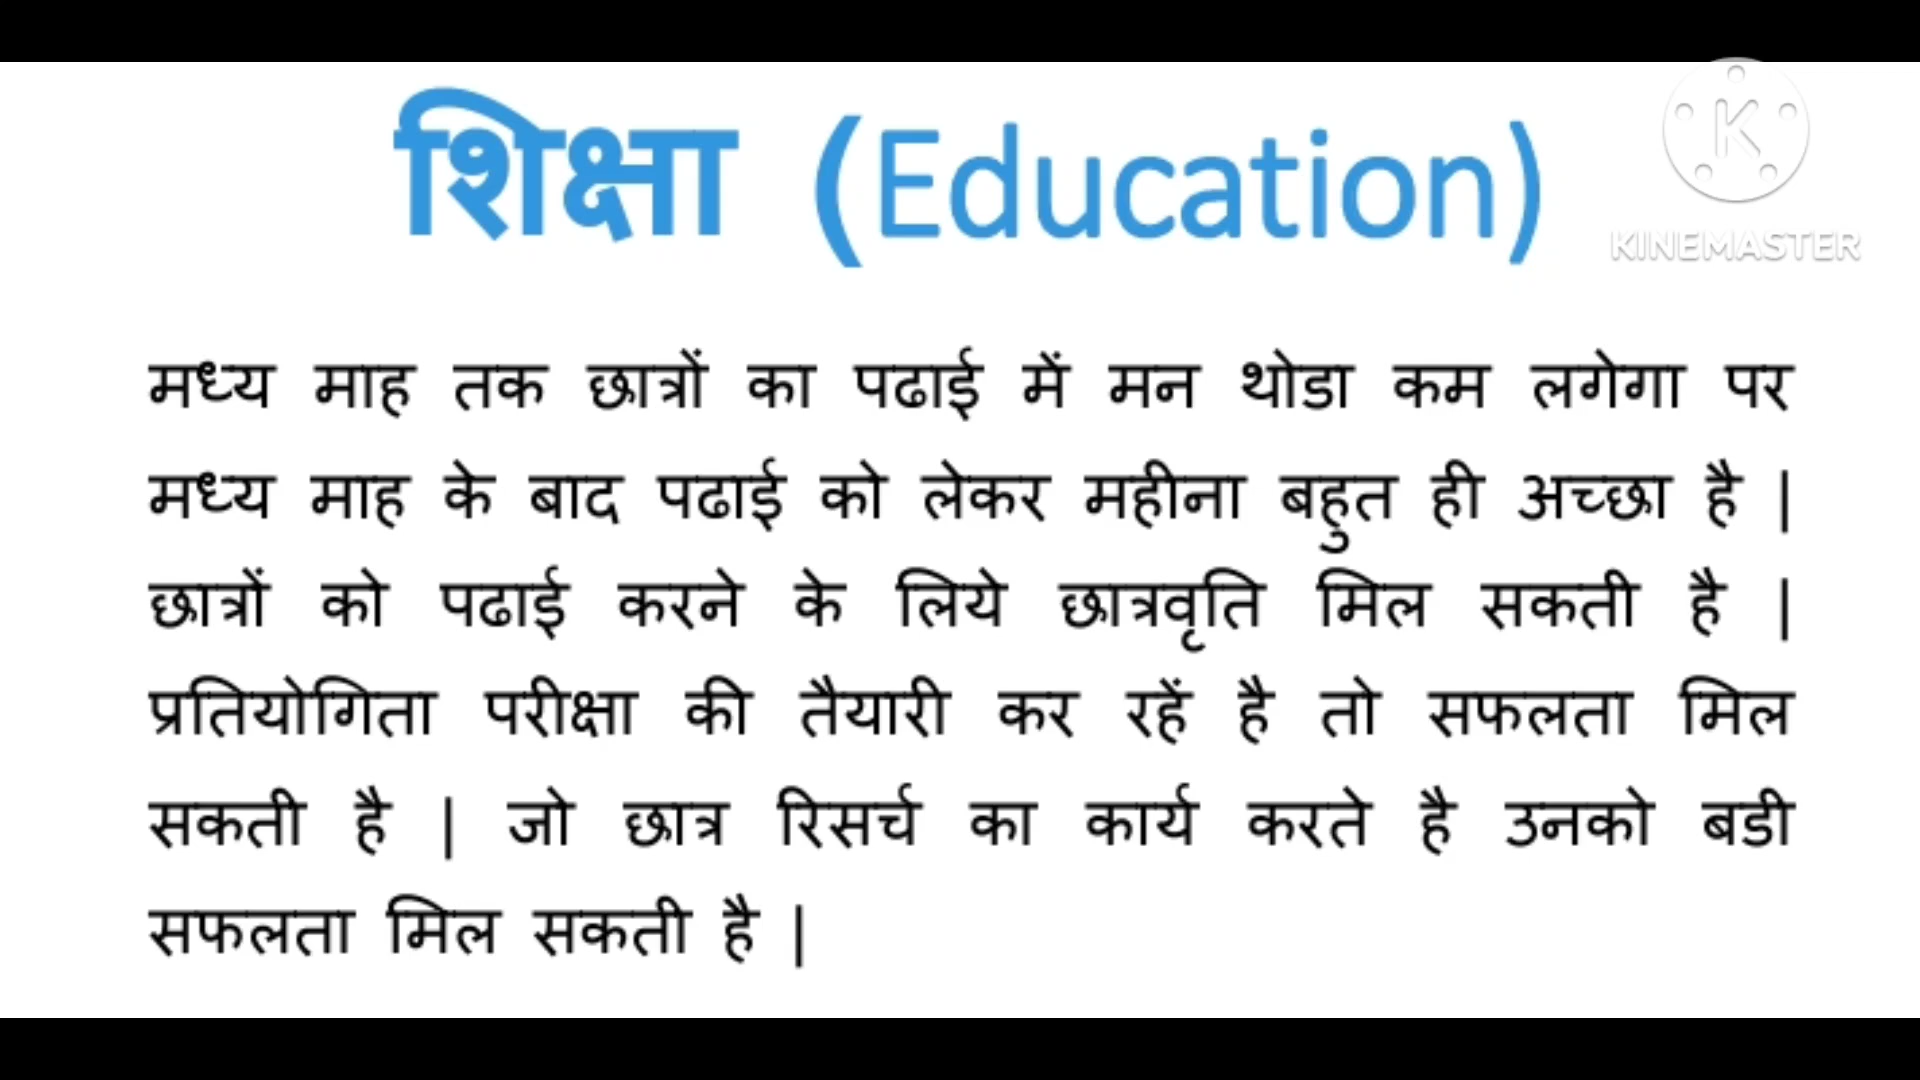 शिक्षा (Education)
KINEMASTER
मध्य माह तक छात्रों का पढाई में मन थोडा कम लगेगा पर
मध्य माह के बाद पढाई को लेकर महीना बहुत ही अच्छा है |
छात्रों को पढाई करने के लिये छात्रवृति मिल सकती है |
प्रतियोगिता परीक्षा की तैयारी कर रहें है तो सफलता मिल
सकती है | जो छात्र रिसर्च का कार्य करते है उनको बडी
सफलता मिल सकती है |